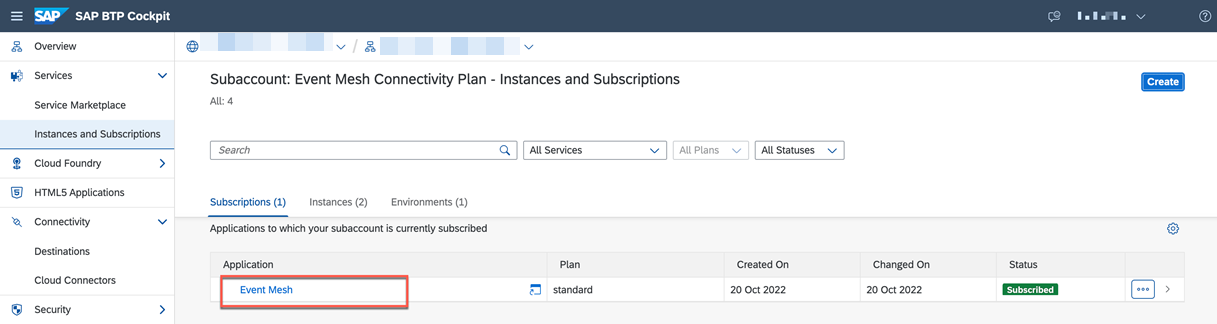 SAP SAP BTP Cockpit
Overview
Services
Service Marketplace
Instances and Subscriptions
Cloud Foundry
HTML5 Applications
Connectivity
Destinations
Cloud Connectors
Security
/
Subaccount: Event Mesh Connectivity Plan - Instances and Subscriptions
Create
All: 4
Search
All Services
All Plans
All Statuses
Subscriptions (1) Instances (2) Environments (1)
Applications to which your subaccount is currently subscribed
Application Plan Created On Changed On Status
Event Mesh standard 20 Oct 2022 20 Oct 2022 Subscribed